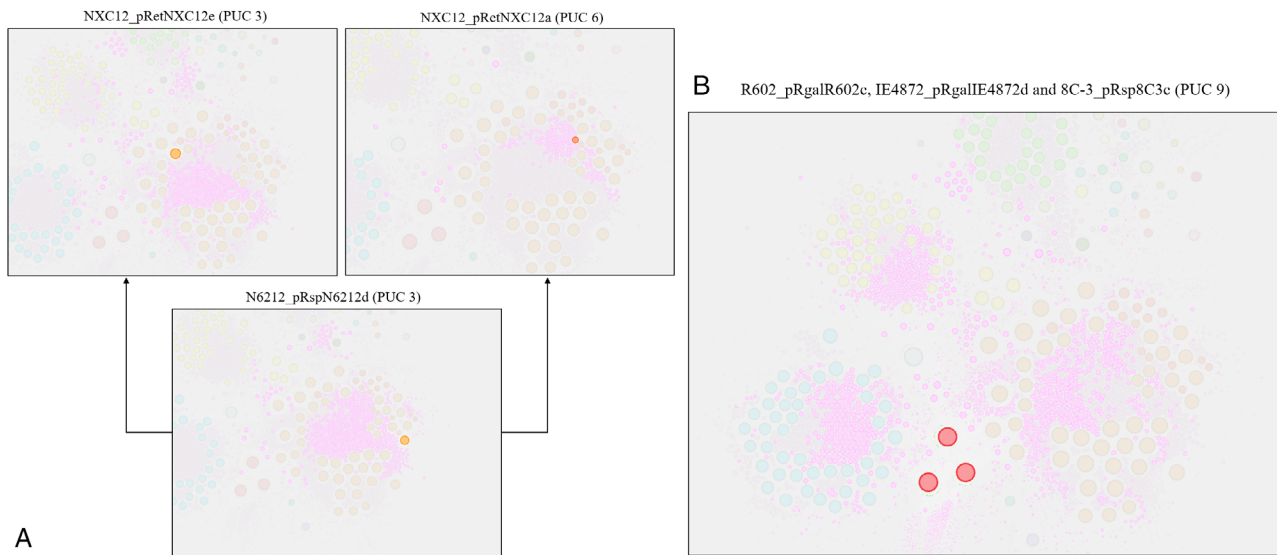 NXC12_pRetNXC12e (PUC 3)
NXC12_pRetNXC12a (PUC 6)
B
R602_pRgalR602c, IE4872_pRgalIE4872d and 8C-3_pRsp8C3c (PUC 9)
N6212_pRspN6212d (PUC 3)
A